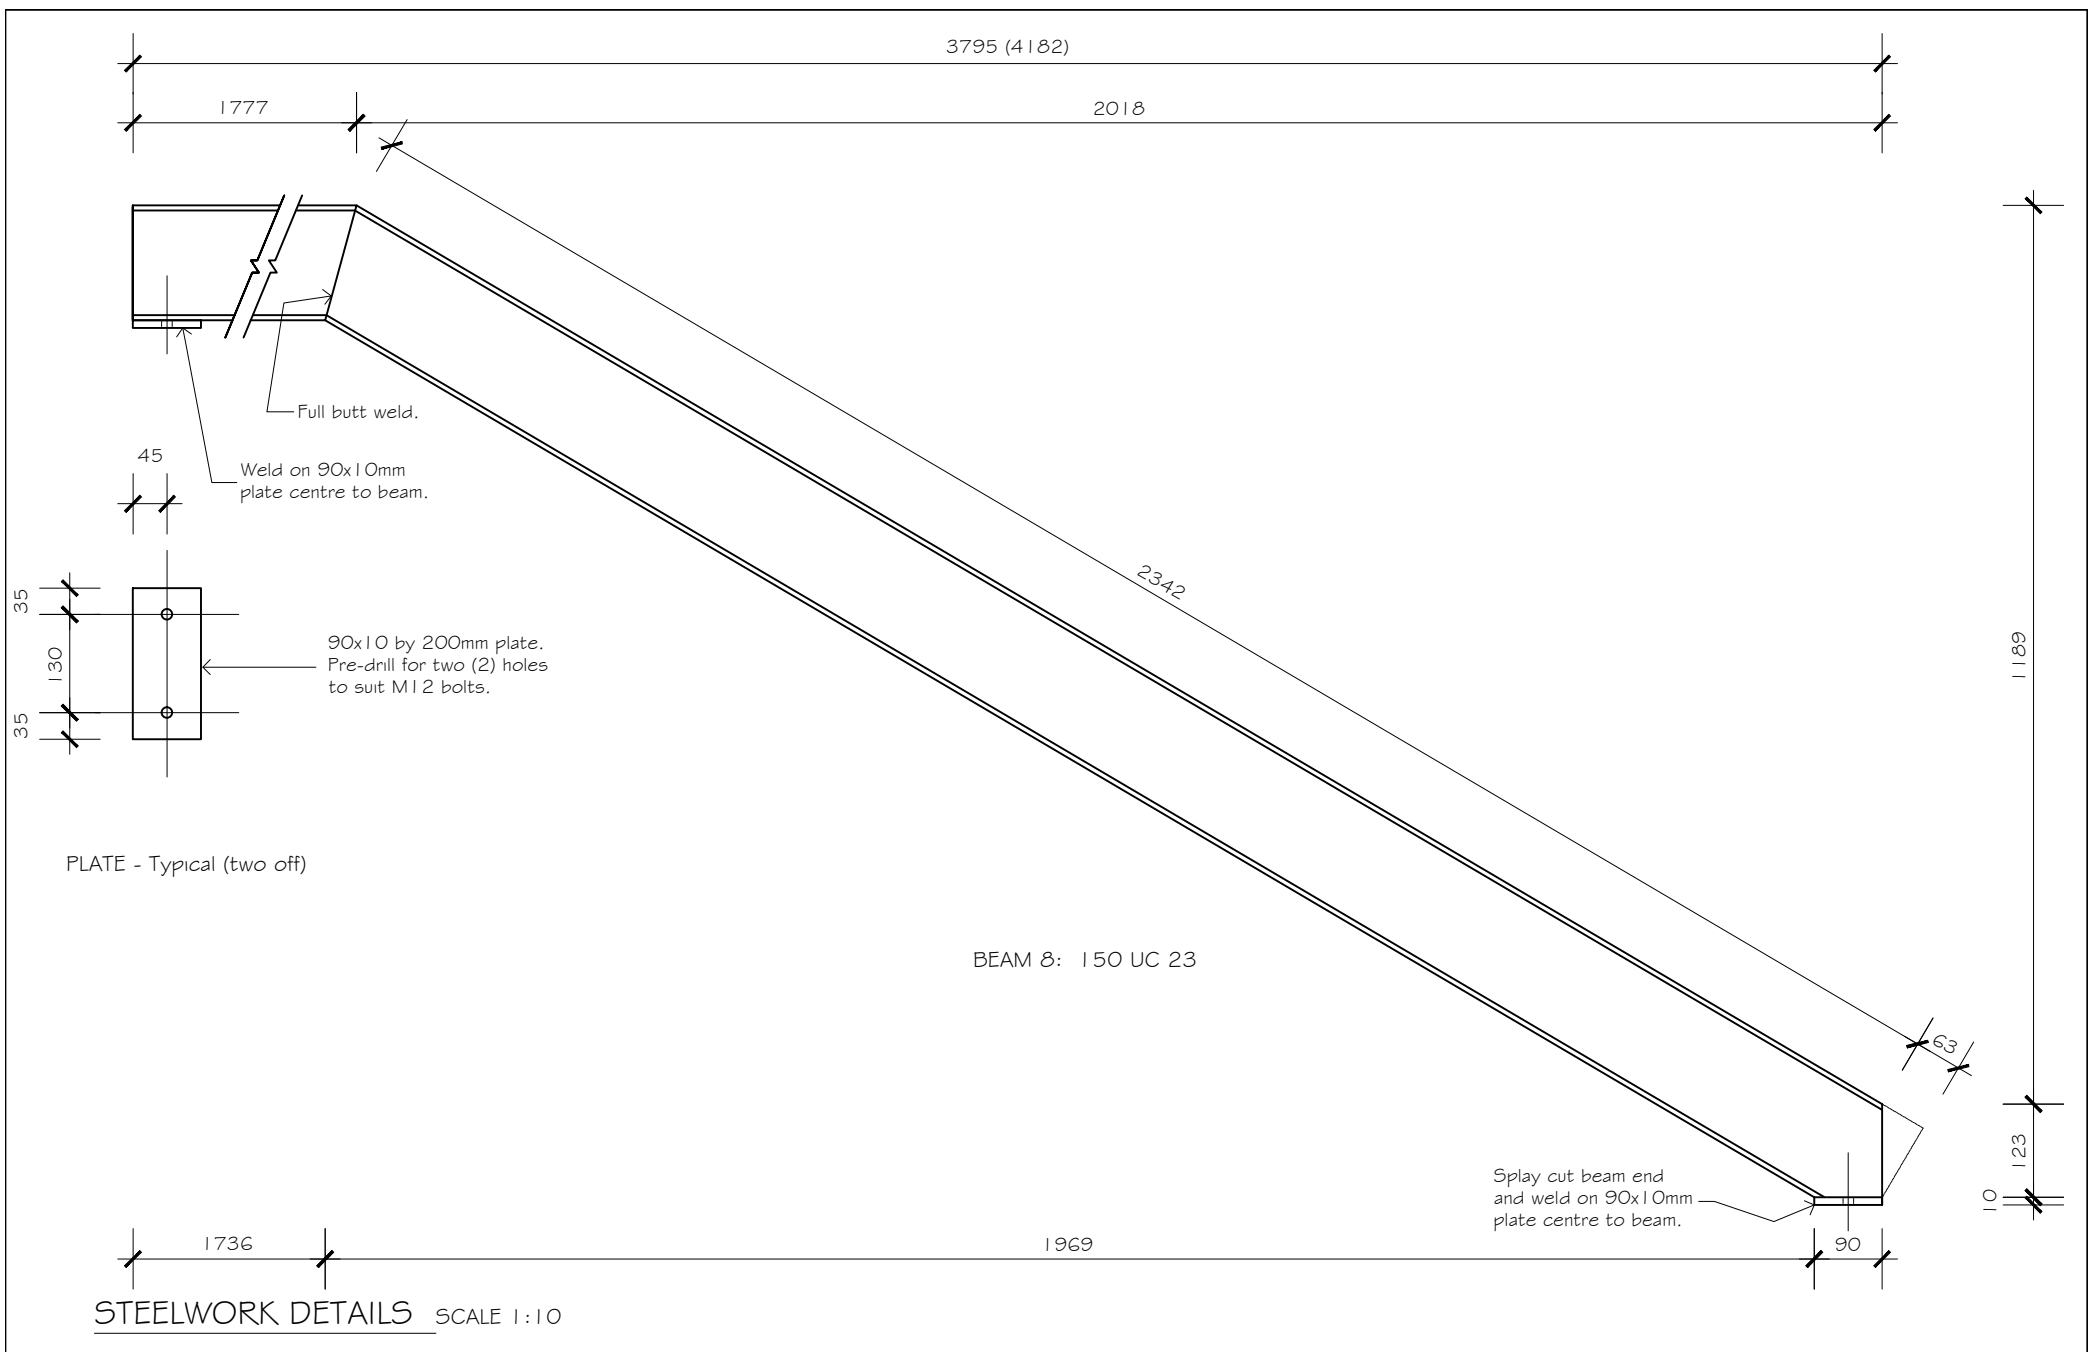 3795 (4182)
1777
2018
Full butt weld.
45
Weld on 90x10mm
plate centre to beam.
2342
35
130
35
90x10 by 200mm plate.
Pre-drill for two (2) holes
to suit M12 bolts.
1189
PLATE - Typical (two off)
BEAM 8: 150 UC 23
63
123
10
Splay cut beam end
and weld on 90x10mm
plate centre to beam.
1736
1969
90
STEELWORK DETAILS SCALE 1:10